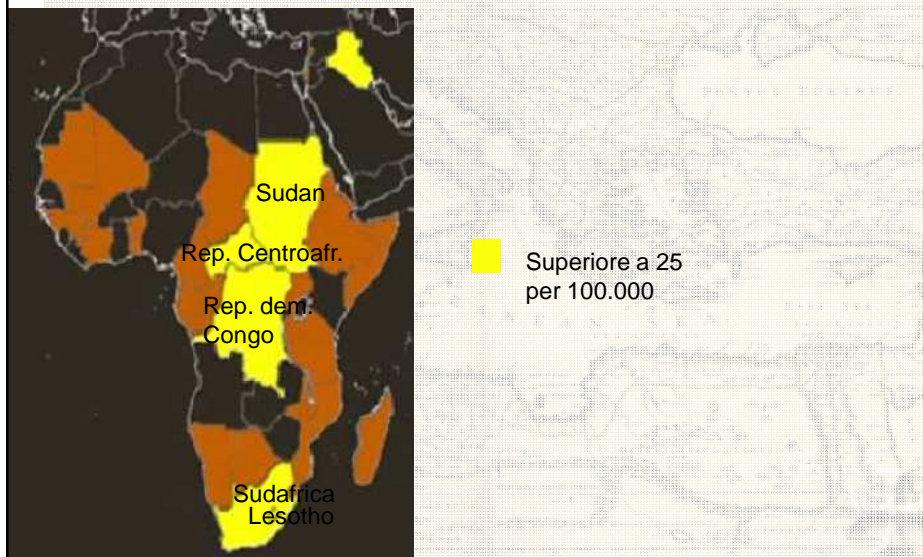 Sudan
Rep. Centroafr.
Rep. dem.
Congo
Sudafrica
Lesotho
Superiore a 25
per 100.000